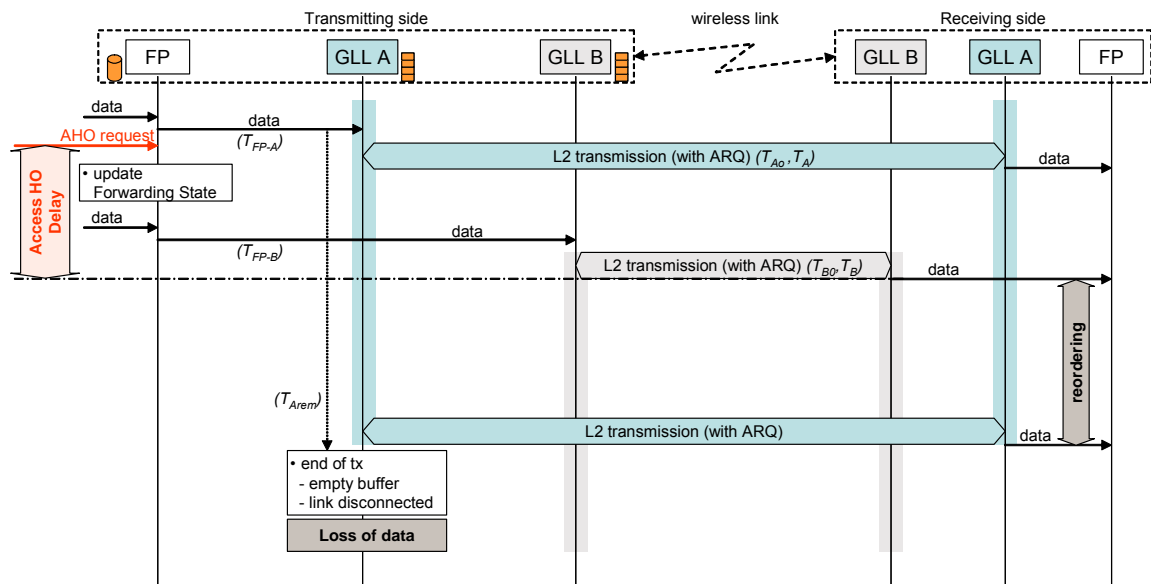 Transmitting side
wireless link
Receiving side
FP
GLL A
GLL B
GLL B
GLL A
FP
data
data
(T_FP-A)
AHO request
L2 transmission (with ARQ) (T_Ao, T_A)
data
• update
Forwarding State
Access HO
Delay
data
data
(T_FP-B)
L2 transmission (with ARQ) (T_B0, T_B)
data
reordering
(T_Arem)
L2 transmission (with ARQ)
data
• end of tx
- empty buffer
- link disconnected
Loss of data